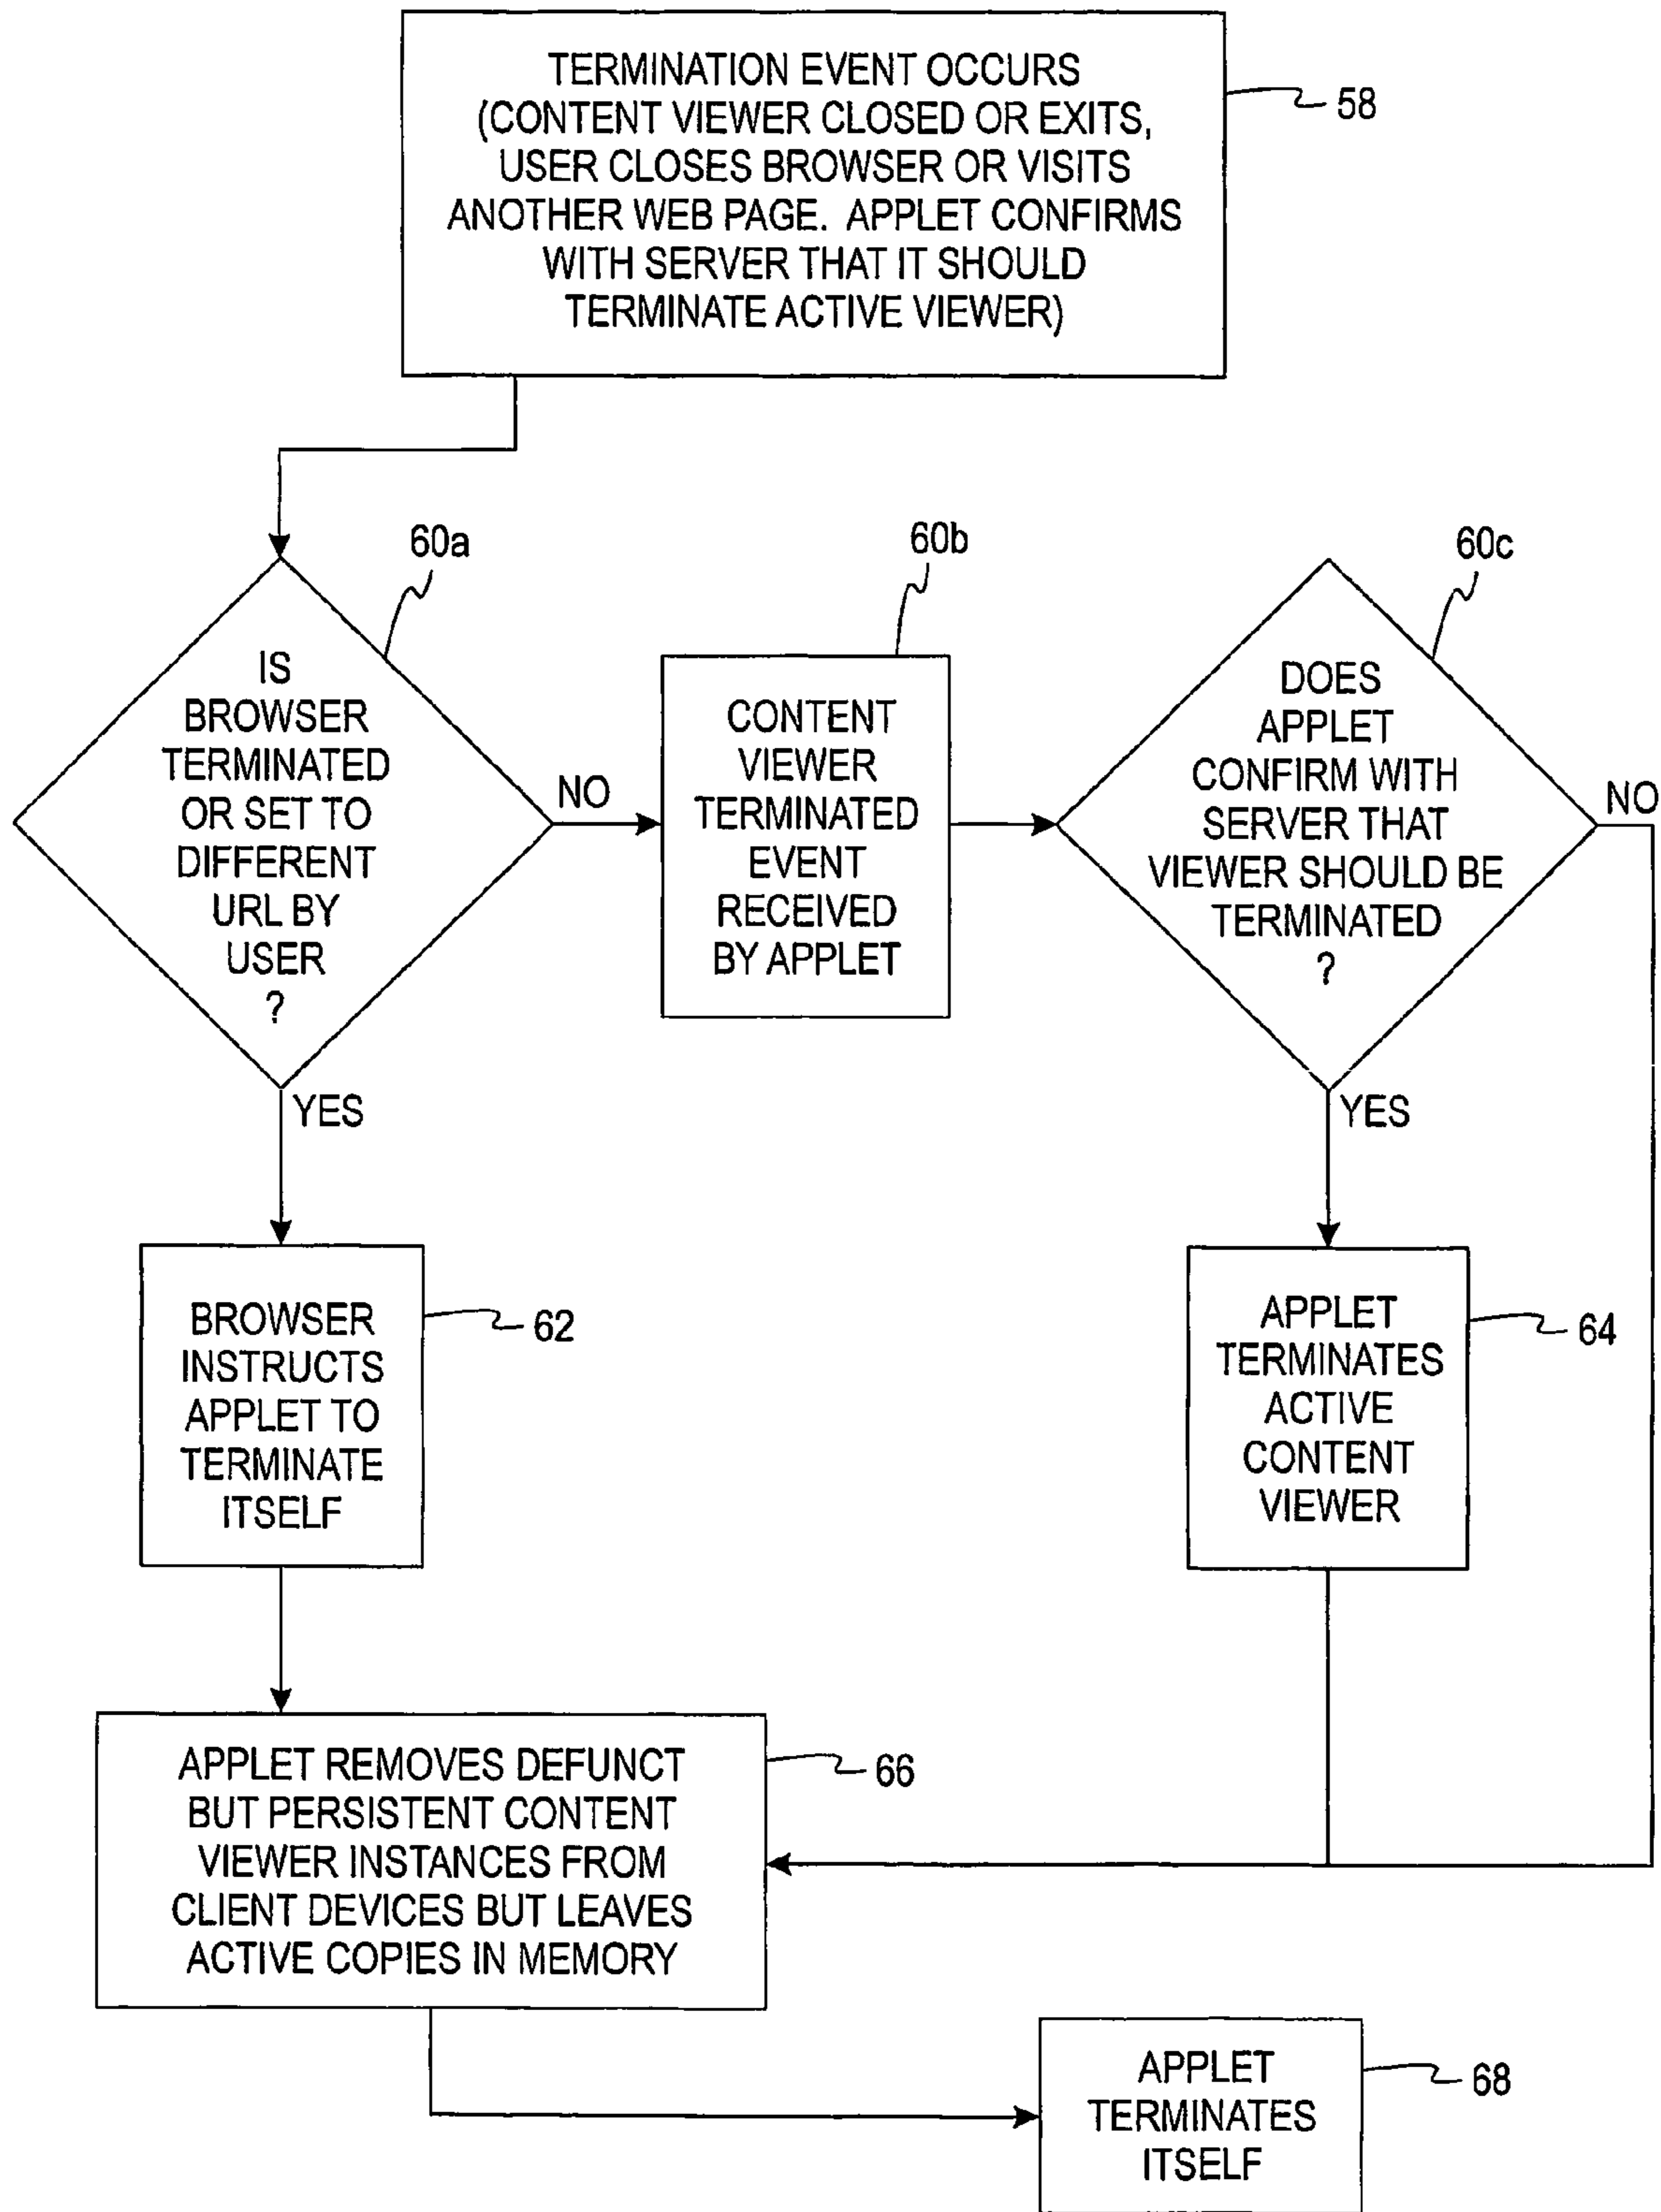 TERMINATION EVENT OCCURS
(CONTENT VIEWER CLOSED OR EXITS,
USER CLOSES BROWSER OR VISITS
ANOTHER WEB PAGE. APPLET CONFIRMS
WITH SERVER THAT IT SHOULD
TERMINATE ACTIVE VIEWER)
58
60a
IS
BROWSER
TERMINATED
OR SET TO
DIFFERENT
URL BY
USER
?
NO
YES
60b
CONTENT
VIEWER
TERMINATED
EVENT
RECEIVED
BY APPLET
60c
DOES
APPLET
CONFIRM WITH
SERVER THAT
VIEWER SHOULD BE
TERMINATED
?
NO
YES
BROWSER
INSTRUCTS
APPLET TO
TERMINATE
ITSELF
62
APPLET
TERMINATES
ACTIVE
CONTENT
VIEWER
64
APPLET REMOVES DEFUNCT
BUT PERSISTENT CONTENT
VIEWER INSTANCES FROM
CLIENT DEVICES BUT LEAVES
ACTIVE COPIES IN MEMORY
66
APPLET
TERMINATES
ITSELF
68